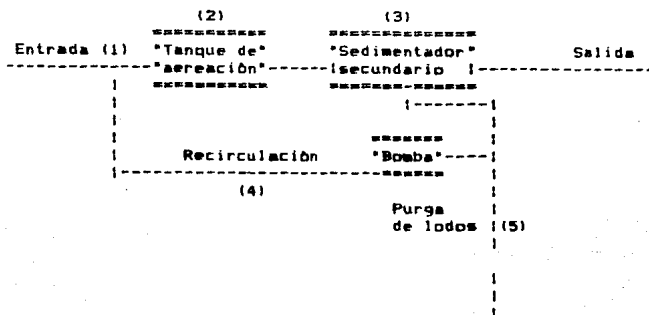 (2) (3)
Entrada (1) "Tanque de" "Sedimentador" Salida
"aereación" secundario
"Bomba"
Recirculación
(4)
Purga
de lodos (5)